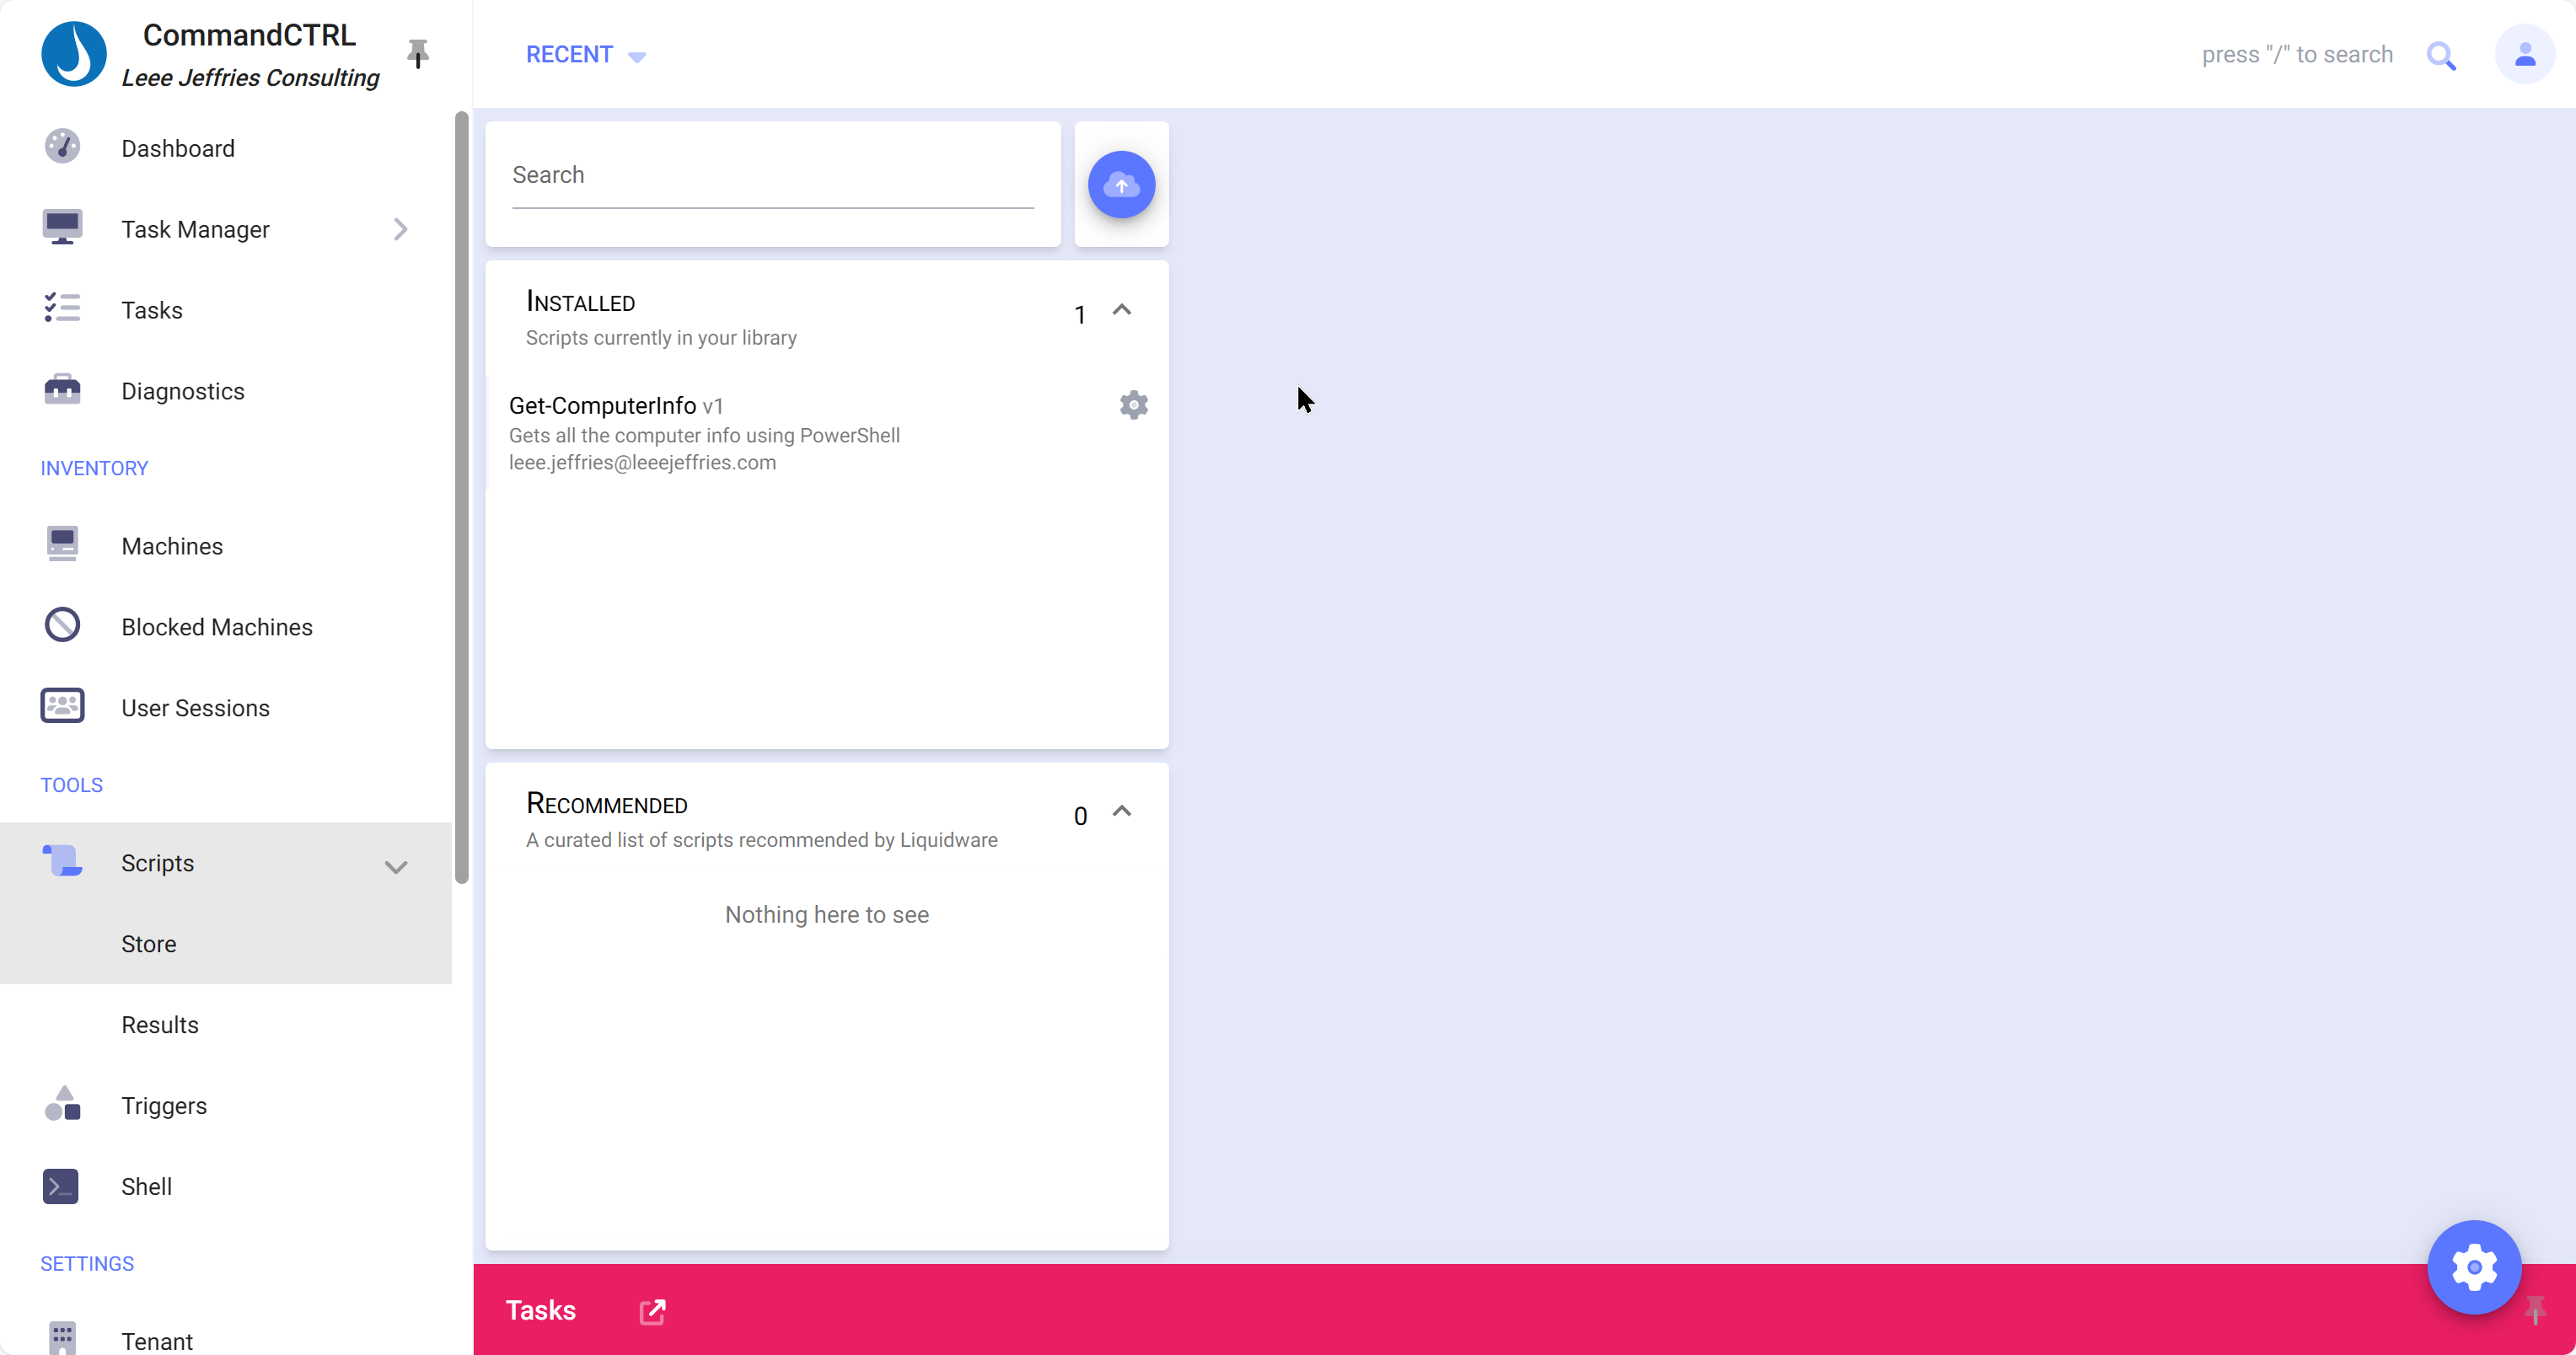 CommandCTRL
Leee Jeffries Consulting
Dashboard
Task Manager
Tasks
Diagnostics
INVENTORY
Machines
Blocked Machines
User Sessions
TOOLS
Scripts
Store
Results
Triggers
Shell
SETTINGS
Tenant
RECENT
press "/" to search
Search
INSTALLED
1
Scripts currently in your library
Get-ComputerInfo v1
Gets all the computer info using PowerShell
leee.jeffries@leeejeffries.com
RECOMMENDED
0
A curated list of scripts recommended by Liquidware
Nothing here to see
Tasks